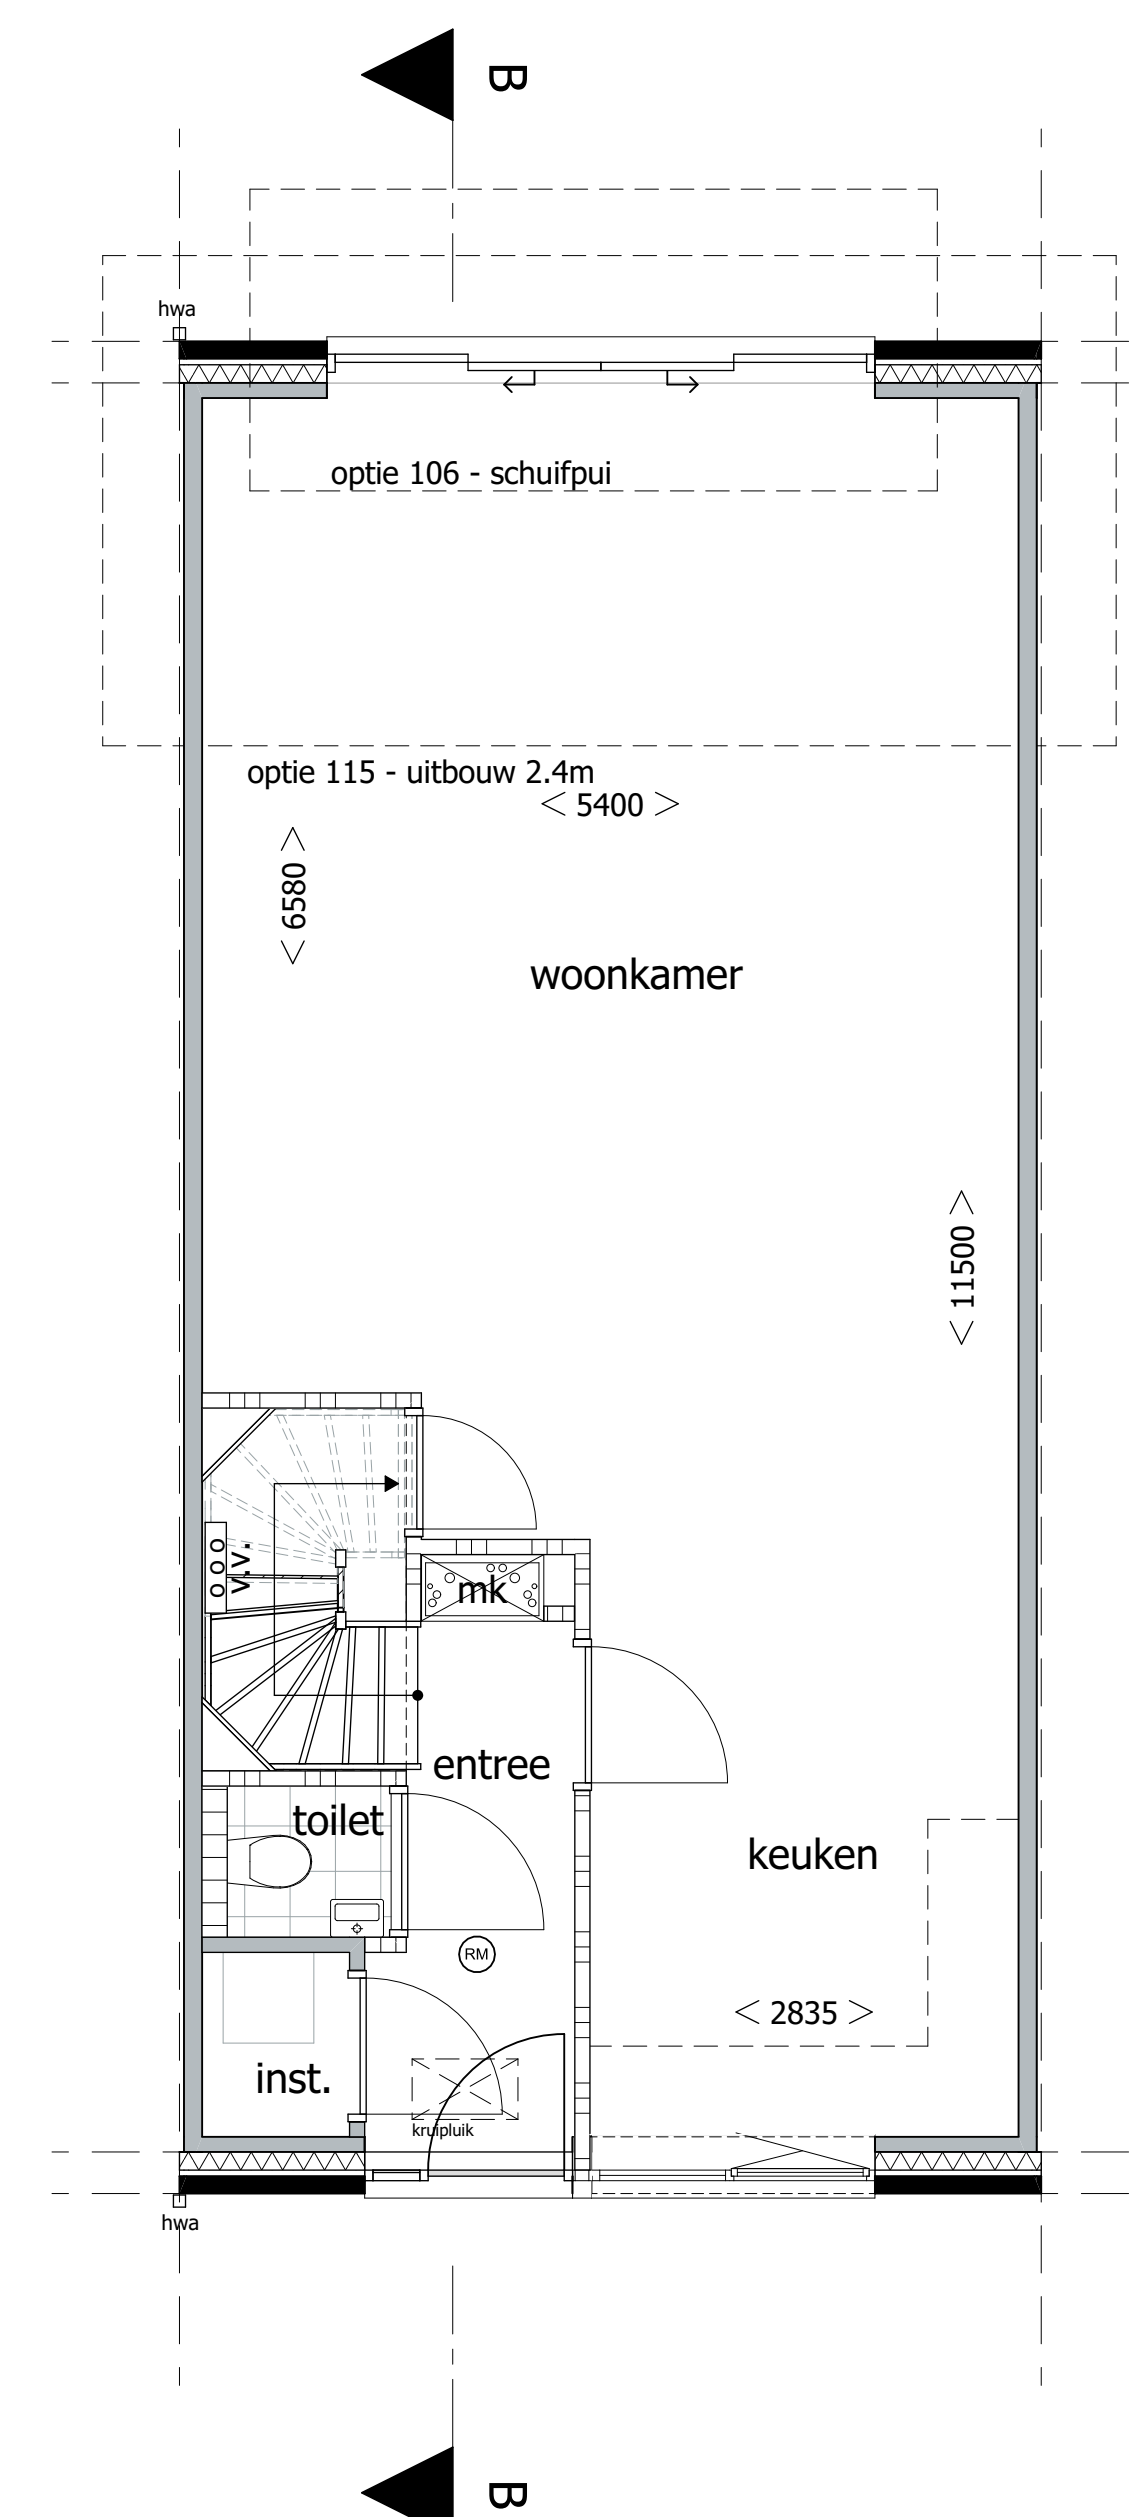 B
hwa
optie 106 - schuifpui
optie 115 - uitbouw 2.4m
< 5400 >
< 6580 >
woonkamer
< 11500 >
v.v.
mk
entree
toilet
keuken
RM
< 2835 >
inst.
kruipluik
hwa
B